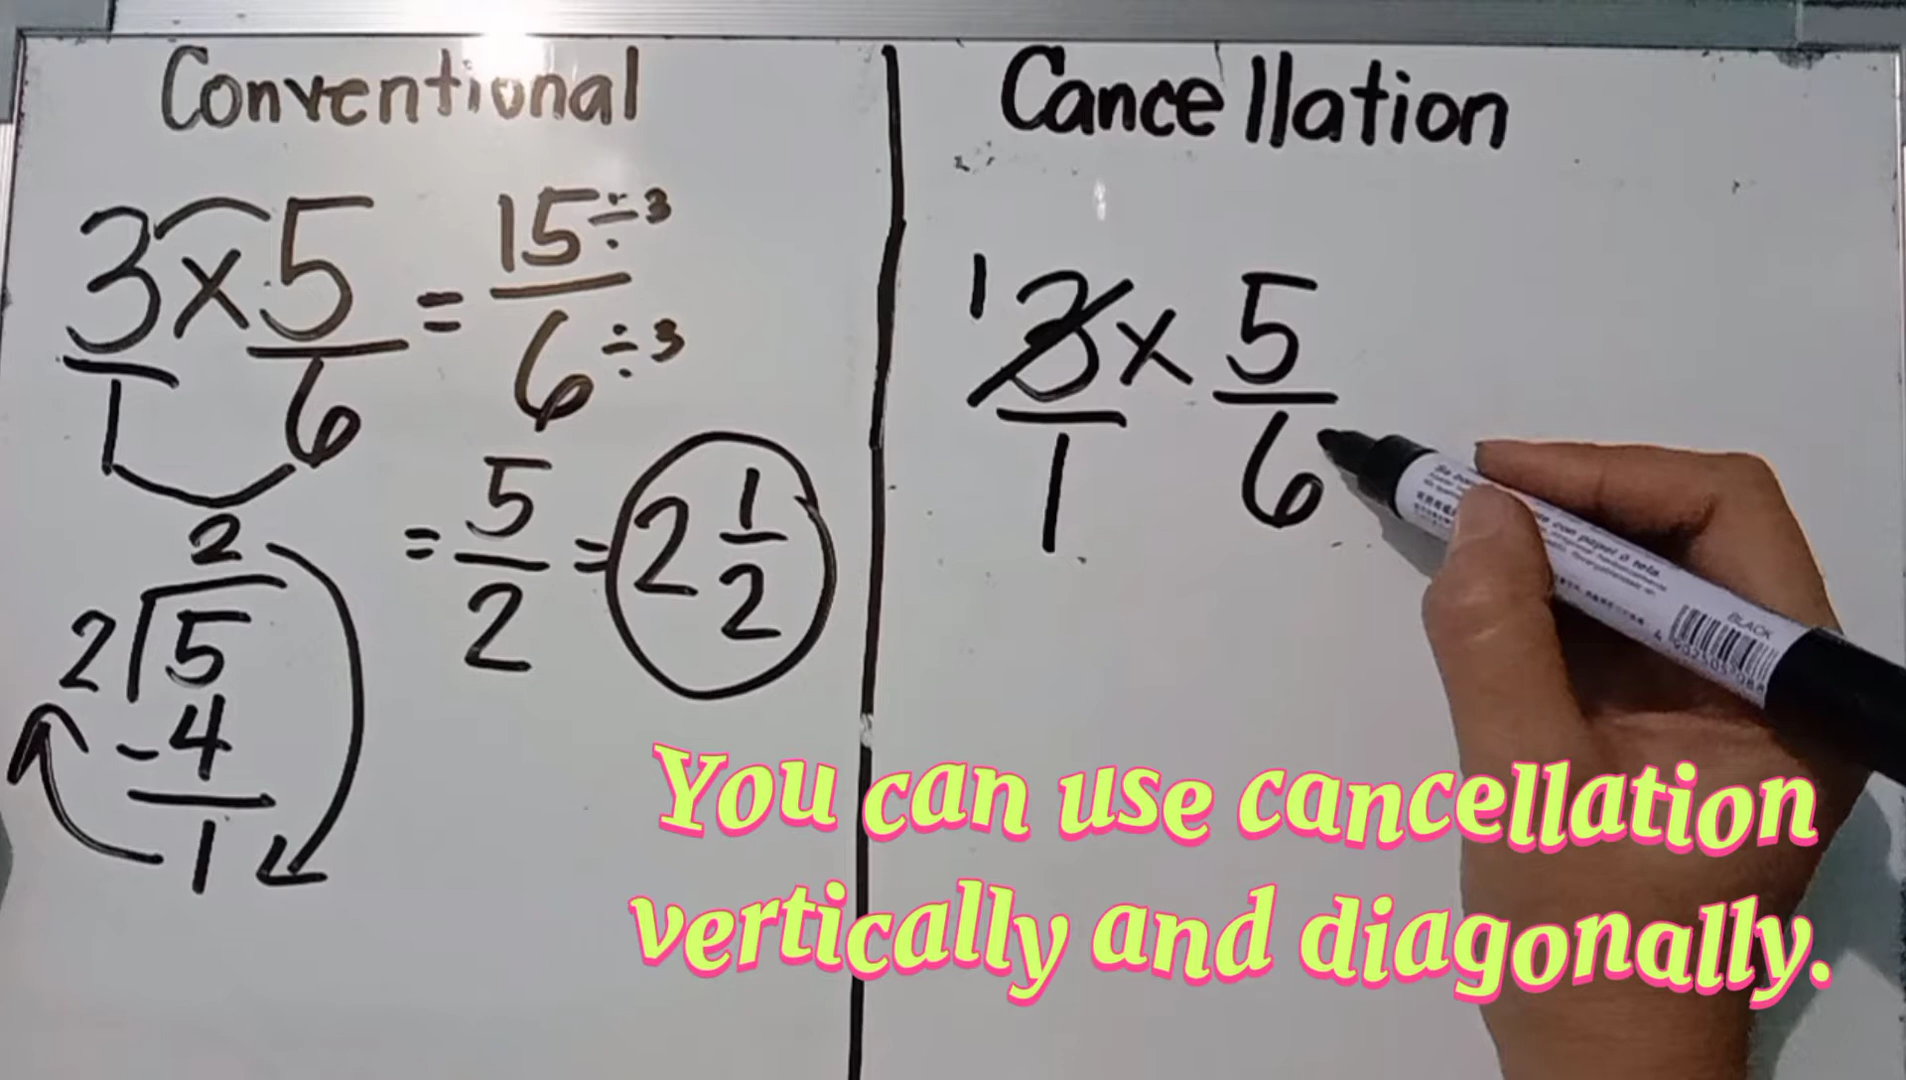 Conventional
3 × 5 = 15 ÷ 3
1 6 6 ÷ 3
= 5 = 2 1
2 2
2
2 5
- 4
1
Cancellation
1 3 × 5
1 6
BLACK
You can use cancellation
vertically and diagonally.